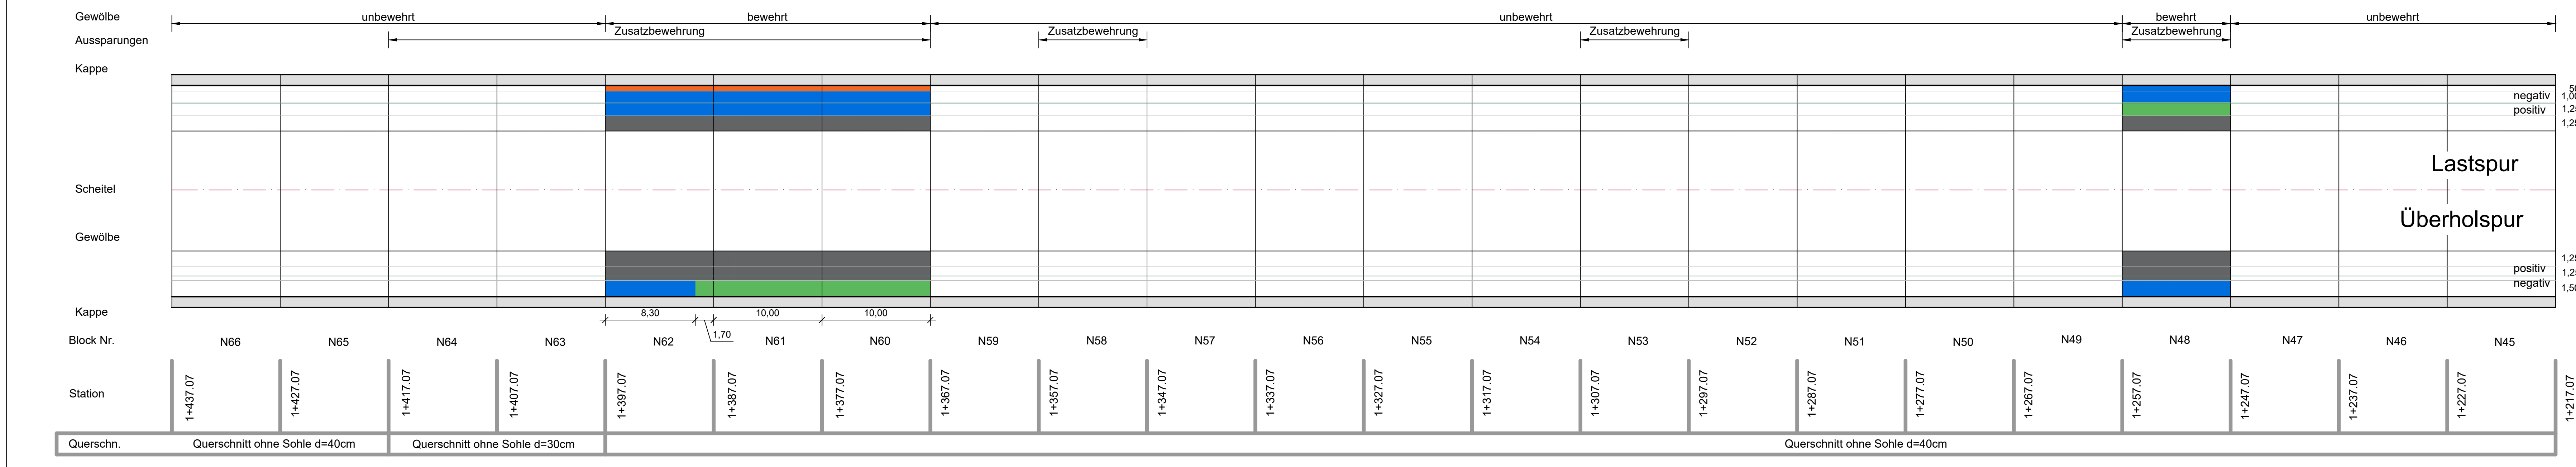 Gewölbe unbewehrt bewehrt unbewehrt bewehrt unbewehrt
Aussparungen Zusatzbewehrung Zusatzbewehrung Zusatzbewehrung Zusatzbewehrung
Kappe
negativ
positiv
Lastspur
Scheitel
Überholspur
Gewölbe
positiv
negativ
Kappe 8,30 1,70 10,00 10,00
Block Nr. N66 N65 N64 N63 N62 N61 N60 N59 N58 N57 N56 N55 N54 N53 N52 N51 N50 N49 N48 N47 N46 N45
Station 1+437.07 1+427.07 1+417.07 1+407.07 1+397.07 1+387.07 1+377.07 1+367.07 1+357.07 1+347.07 1+337.07 1+327.07 1+317.07 1+307.07 1+297.07 1+287.07 1+277.07 1+267.07 1+257.07 1+247.07 1+237.07 1+227.07 1+217.07
Querschn. Querschnitt ohne Sohle d=40cm Querschnitt ohne Sohle d=30cm Querschnitt ohne Sohle d=40cm